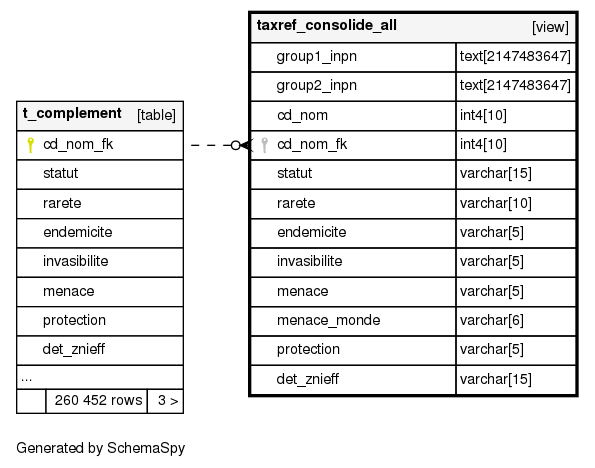 t_complement [table]
cd_nom_fk
statut
rarete
endemicite
invasibilite
menace
protection
det_znieff
...
260 452 rows 3 >
taxref_consolide_all [view]
group1_inpn text[2147483647]
group2_inpn text[2147483647]
cd_nom int4[10]
cd_nom_fk int4[10]
statut varchar[15]
rarete varchar[10]
endemicite varchar[5]
invasibilite varchar[5]
menace varchar[5]
menace_monde varchar[6]
protection varchar[5]
det_znieff varchar[15]
Generated by SchemaSpy